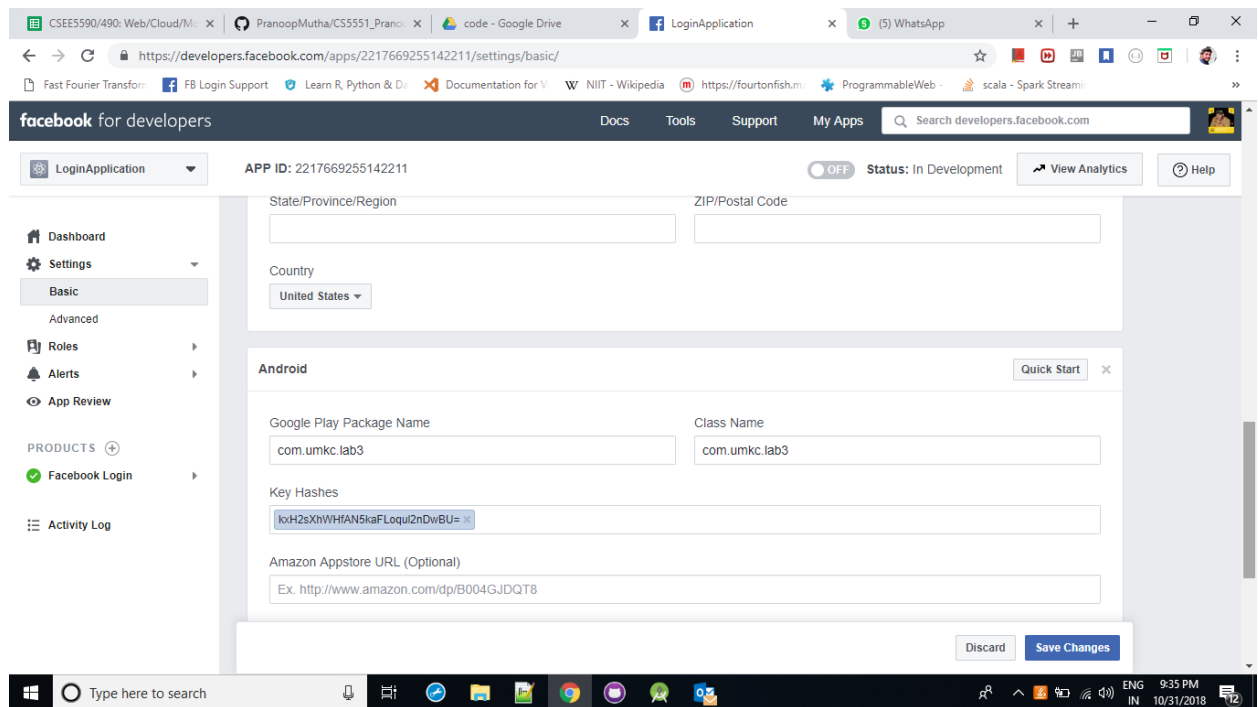 CSEE5590/490: Web/Cloud/Mc
PranoopMutha/CS5551_Prano
code - Google Drive
LoginApplication
(5) WhatsApp
https://developers.facebook.com/apps/2217669255142211/settings/basic/
Fast Fourier Transform
FB Login Support
Learn R, Python & Da
Documentation for V
W NIIT - Wikipedia
https://fourtonfish.m
ProgrammableWeb -
scala - Spark Streami
»
facebook for developers
Docs
Tools
Support
My Apps
Search developers.facebook.com
LoginApplication
APP ID: 2217669255142211
OFF
Status: In Development
View Analytics
Help
Dashboard
Settings
Basic
Advanced
Roles
Alerts
App Review
PRODUCTS
Facebook Login
Activity Log
State/Province/Region
ZIP/Postal Code
Country
United States
Android
Quick Start
Google Play Package Name
Class Name
com.umkc.lab3
com.umkc.lab3
Key Hashes
kxH2sXhWHfAN5kaFLoquI2nDwBU=
Amazon Appstore URL (Optional)
Ex. http://www.amazon.com/dp/B004GJDQT8
Discard
Save Changes
Type here to search
ENG
IN
9:35 PM
10/31/2018
12